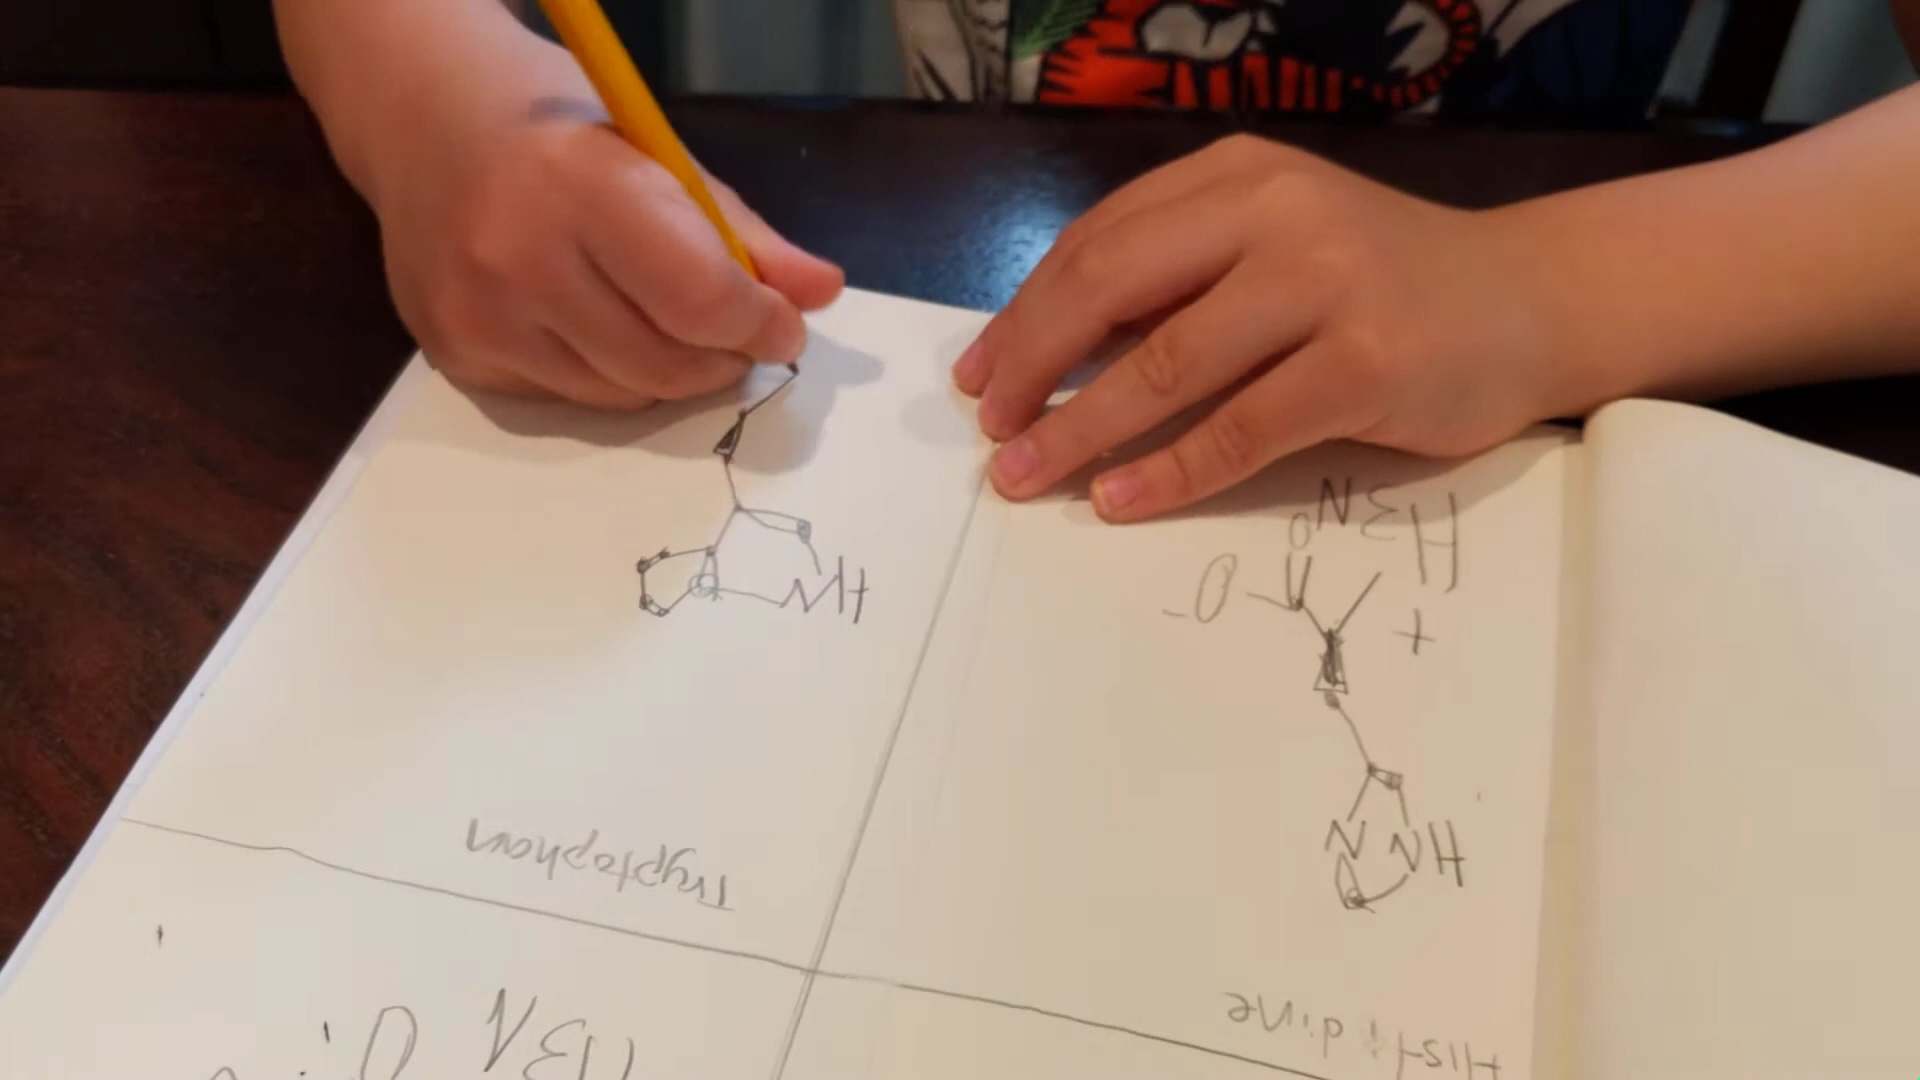 H3N O
Histidine
HN N
+
O-
H3N O
Tryptophan
HN